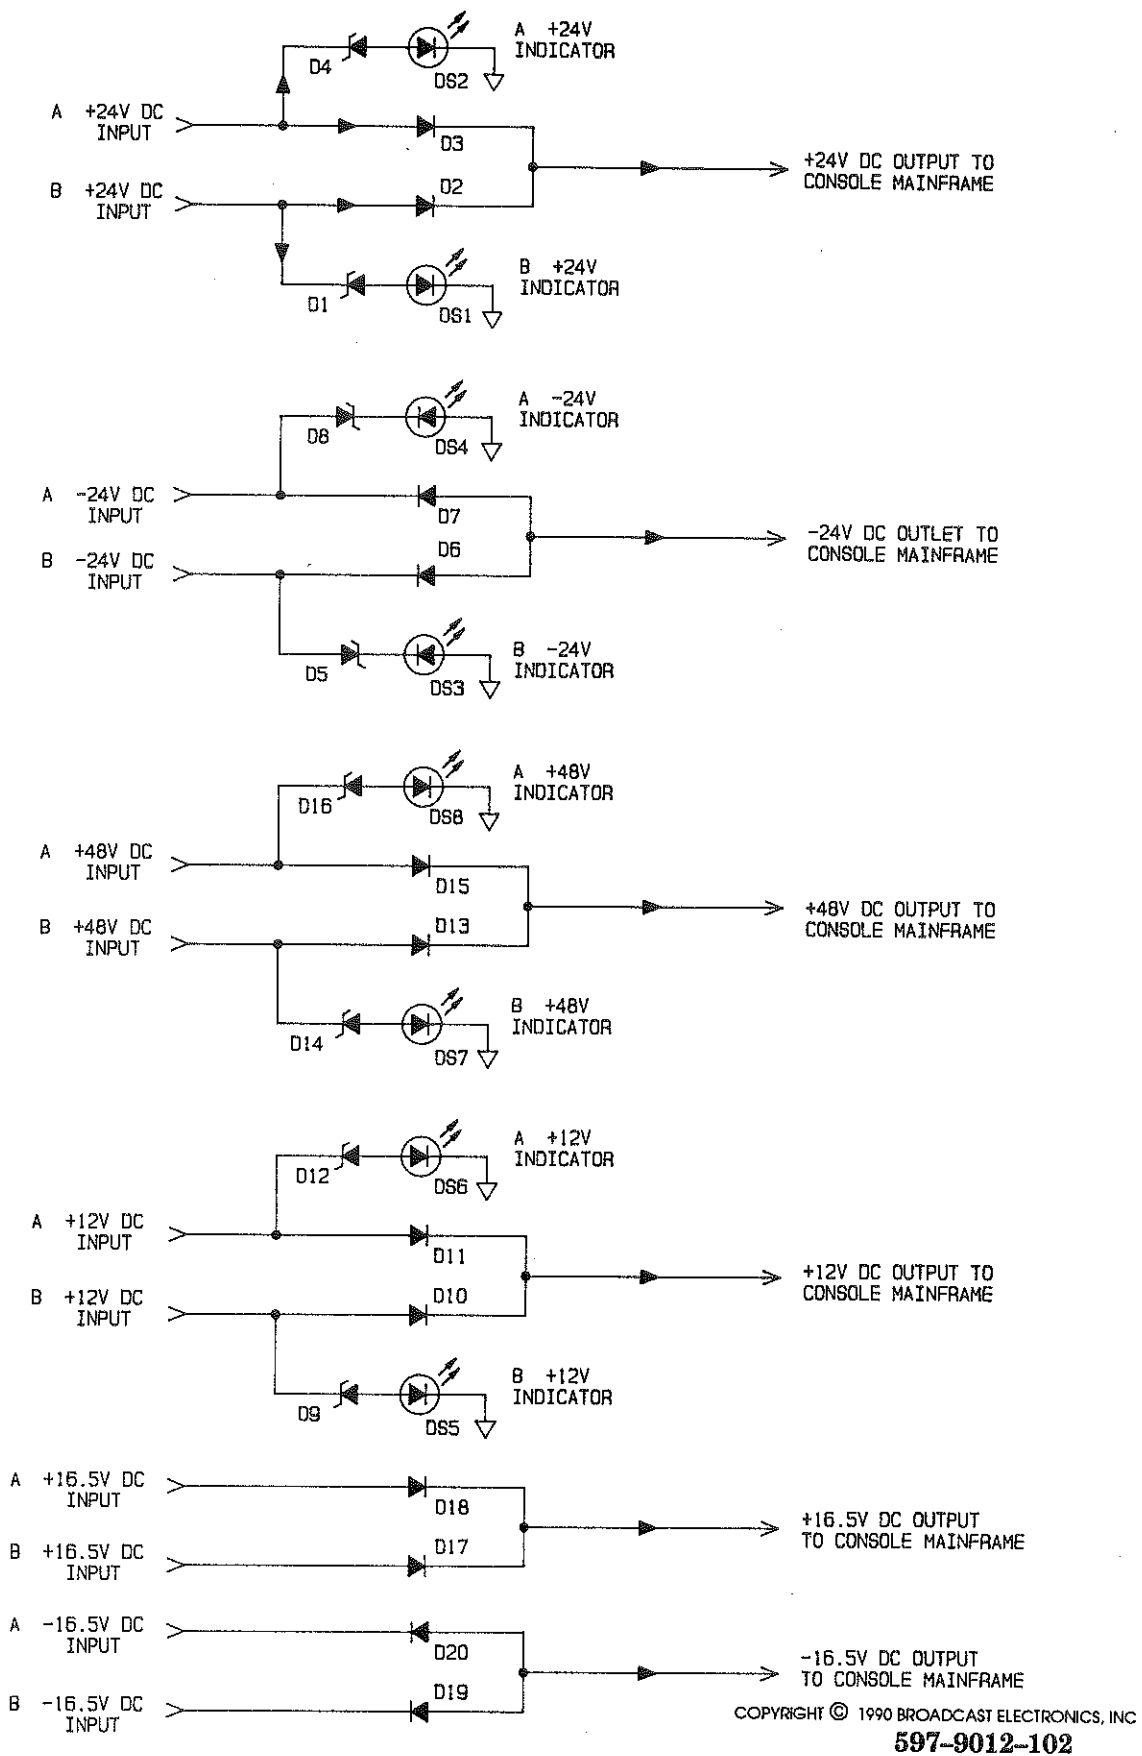 A +24V
INDICATOR
D4
DS2
A +24V DC
INPUT
D3
+24V DC OUTPUT TO
CONSOLE MAINFRAME
B +24V DC
INPUT
D2
B +24V
INDICATOR
D1
DS1
A -24V
INDICATOR
D8
DS4
A -24V DC
INPUT
D7
-24V DC OUTLET TO
CONSOLE MAINFRAME
B -24V DC
INPUT
D6
B -24V
INDICATOR
D5
DS3
A +48V
INDICATOR
D16
DS8
A +48V DC
INPUT
D15
+48V DC OUTPUT TO
CONSOLE MAINFRAME
B +48V DC
INPUT
D13
B +48V
INDICATOR
D14
DS7
A +12V
INDICATOR
D12
DS6
A +12V DC
INPUT
D11
+12V DC OUTPUT TO
CONSOLE MAINFRAME
B +12V DC
INPUT
D10
B +12V
INDICATOR
D9
DS5
A +16.5V DC
INPUT
D18
+16.5V DC OUTPUT
TO CONSOLE MAINFRAME
B +16.5V DC
INPUT
D17
A -16.5V DC
INPUT
D20
-16.5V DC OUTPUT
TO CONSOLE MAINFRAME
B -16.5V DC
INPUT
D19
COPYRIGHT © 1990 BROADCAST ELECTRONICS, INC
597-9012-102